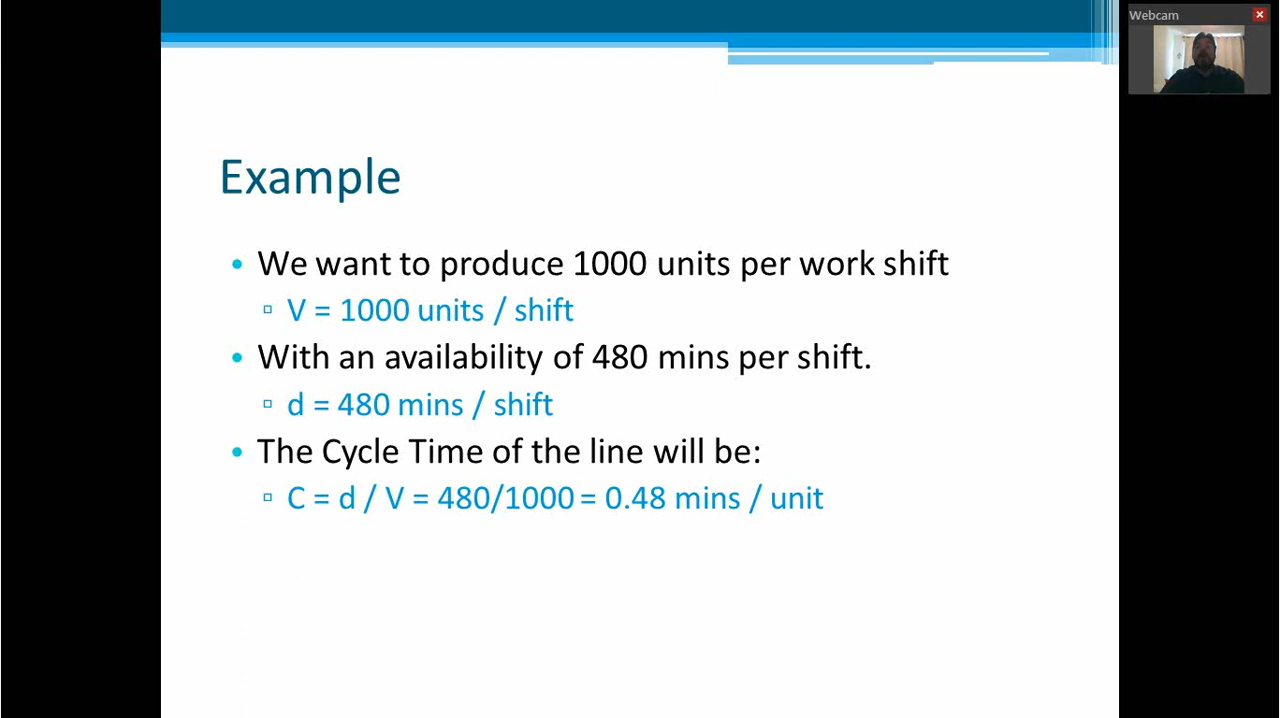 Webcam
Example
• We want to produce 1000 units per work shift
▫ V = 1000 units / shift
• With an availability of 480 mins per shift.
▫ d = 480 mins / shift
• The Cycle Time of the line will be:
▫ C = d / V = 480/1000 = 0.48 mins / unit